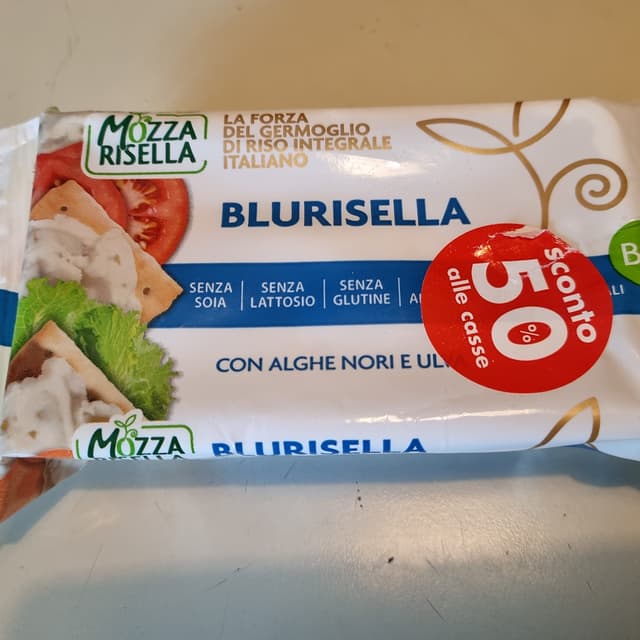 MOZZA
RISELLA
LA FORZA
DEL GERMOGLIO
DI RISO INTEGRALE
ITALIANO
BLURISELLA
SENZA
SOIA
SENZA
LATTOSIO
SENZA
GLUTINE
CON ALGHE NORI E
sconto
50%
alle casse
MOZZA
RISELLA
BLURISELLA